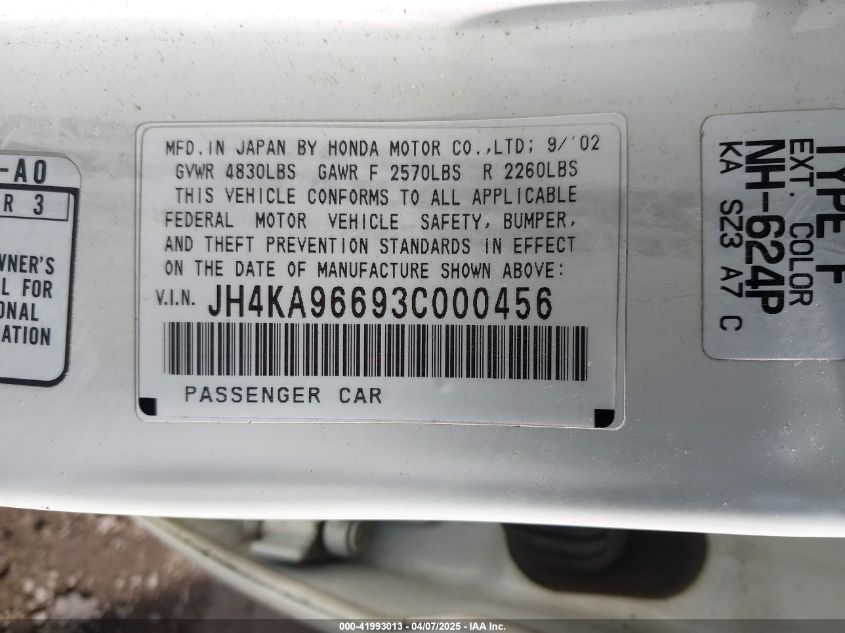 -A0
R 3
WNER'S
L FOR
ONAL
ATION
MFD. IN JAPAN BY HONDA MOTOR CO.,LTD; 9/'02
GVWR 4830LBS GAWR F 2570LBS R 2260LBS
THIS VEHICLE CONFORMS TO ALL APPLICABLE
FEDERAL MOTOR VEHICLE SAFETY, BUMPER,
AND THEFT PREVENTION STANDARDS IN EFFECT
ON THE DATE OF MANUFACTURE SHOWN ABOVE:
V.I.N. JH4KA96693C000456
PASSENGER CAR
TYPE F
EXT. COLOR
NH-624P
KA SZ3 A7 C
000-41993013 - 04/07/2025 - IAA Inc.